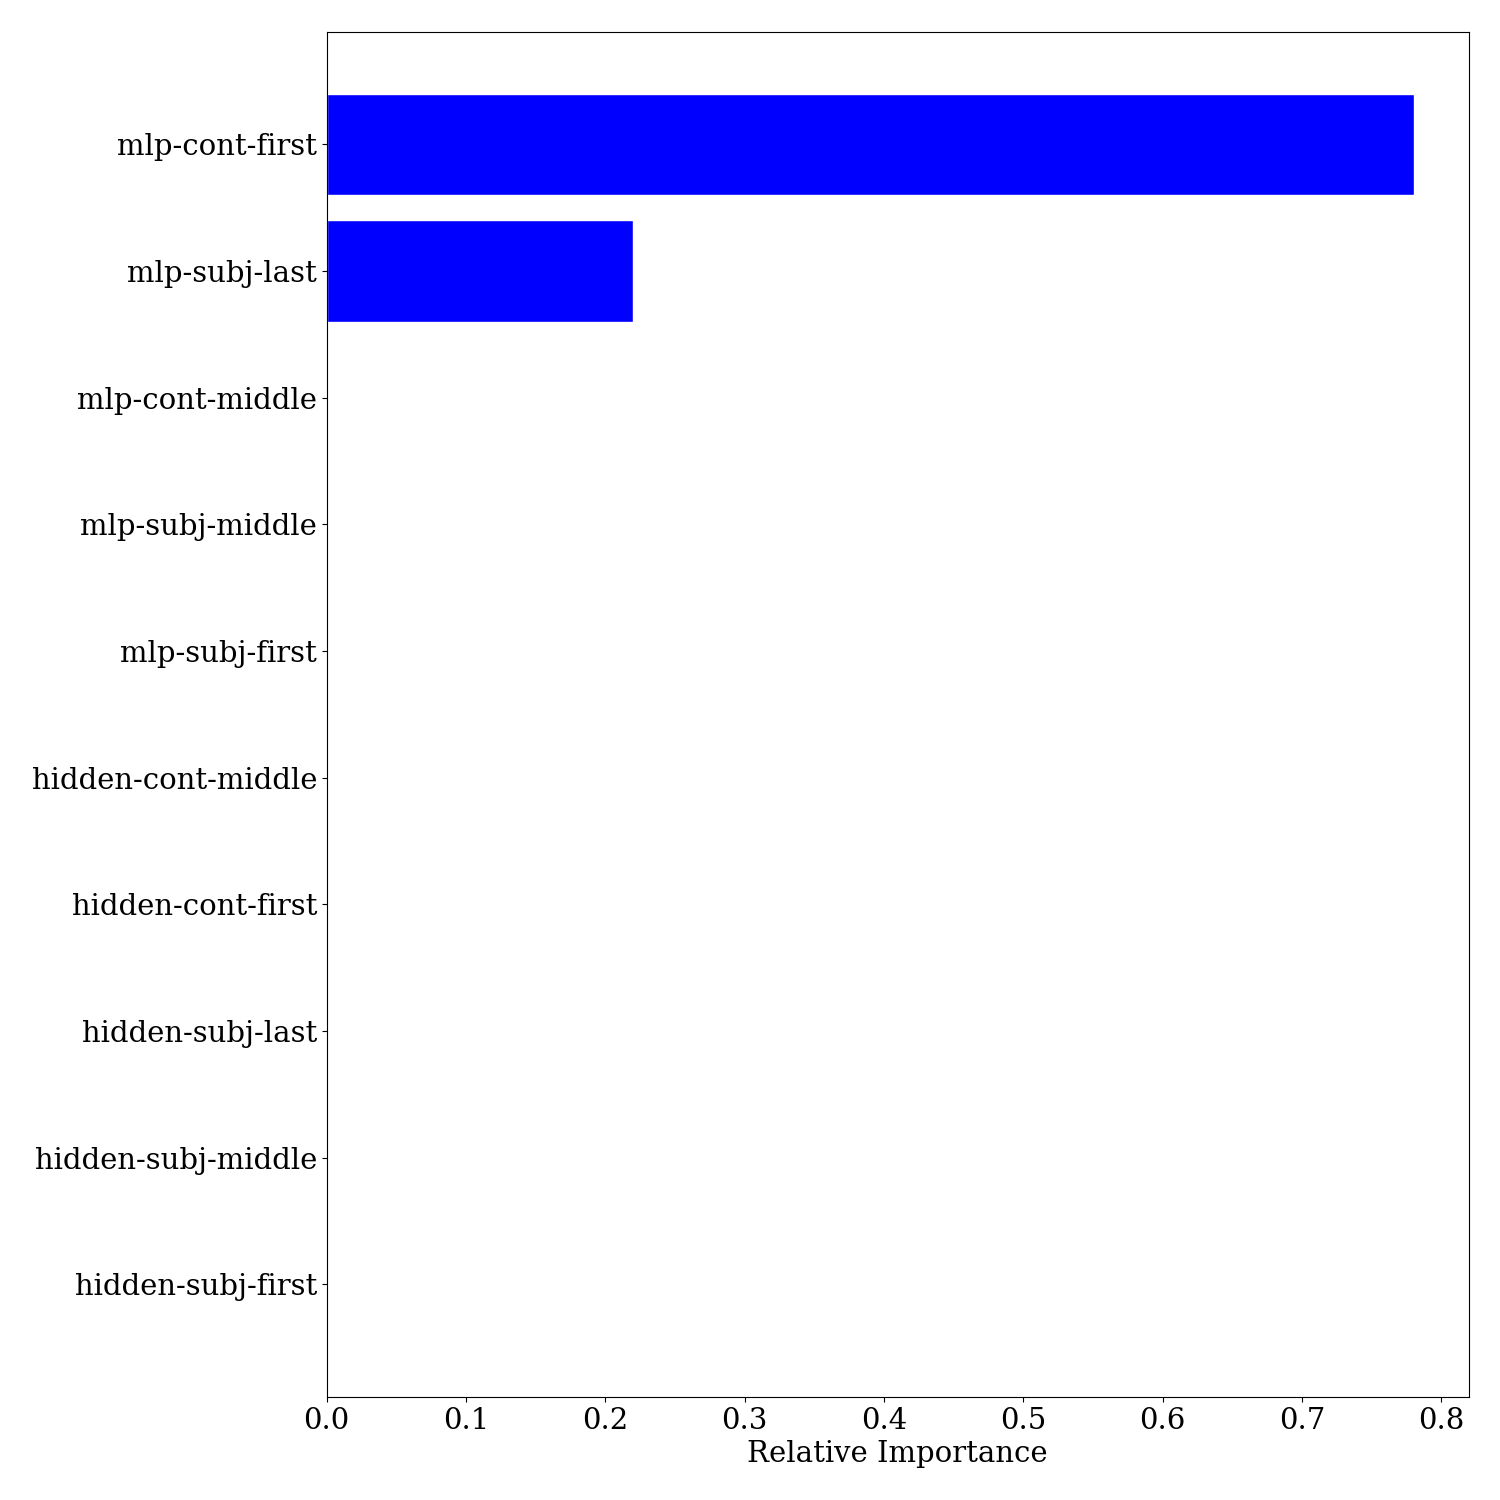 mlp-cont-first
mlp-subj-last
mlp-cont-middle
mlp-subj-middle
mlp-subj-first
hidden-cont-middle
hidden-cont-first
hidden-subj-last
hidden-subj-middle
hidden-subj-first
0.0 0.1 0.2 0.3 0.4 0.5 0.6 0.7 0.8
Relative Importance